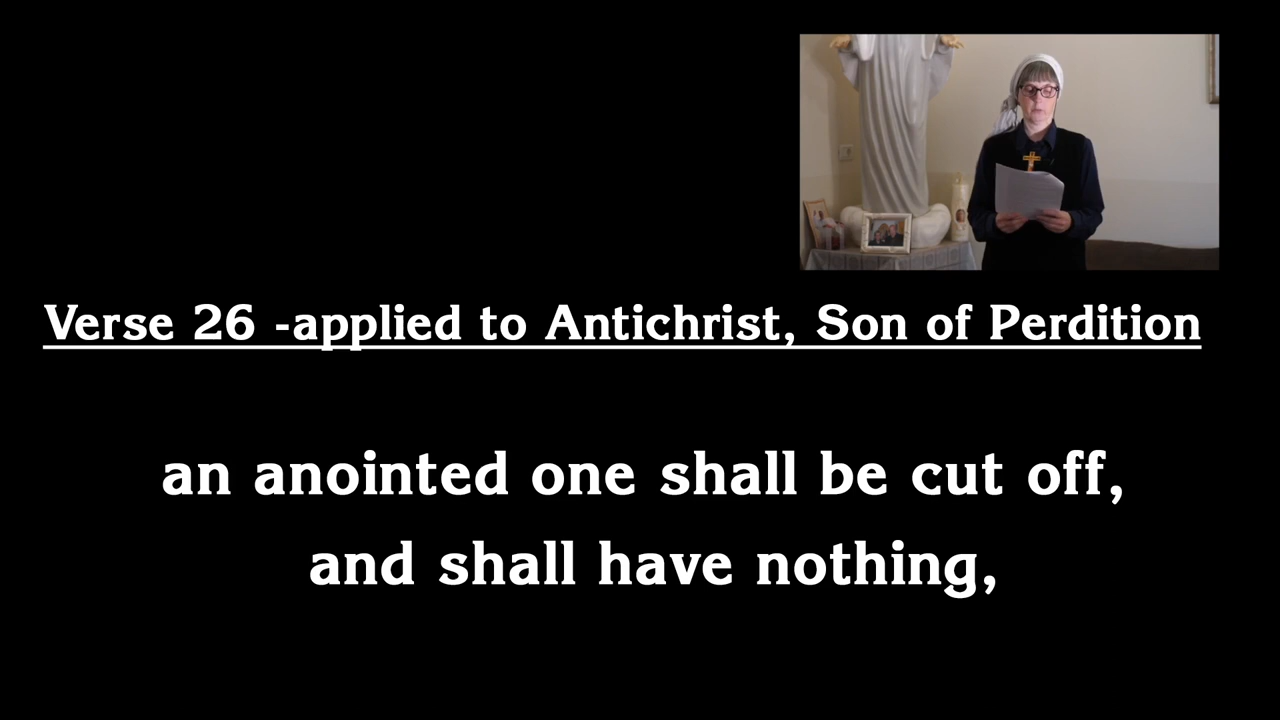 Verse 26 -applied to Antichrist, Son of Perdition
an anointed one shall be cut off,
and shall have nothing,